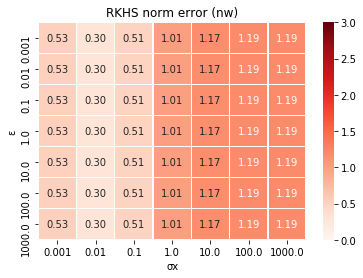 RKHS norm error (nw)
ε
0.001 0.53 0.30 0.51 1.01 1.17 1.19 1.19
0.01 0.53 0.30 0.51 1.01 1.17 1.19 1.19
0.1 0.53 0.30 0.51 1.01 1.17 1.19 1.19
1.0 0.53 0.30 0.51 1.01 1.17 1.19 1.19
10.0 0.53 0.30 0.51 1.01 1.17 1.19 1.19
100.0 0.53 0.30 0.51 1.01 1.17 1.19 1.19
1000.0 0.53 0.30 0.51 1.01 1.17 1.19 1.19
0.001 0.01 0.1 1.0 10.0 100.0 1000.0
σx
3.0
2.5
2.0
1.5
1.0
0.5
0.0